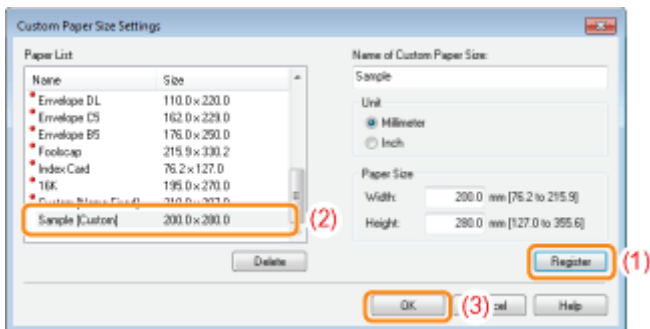 Custom Paper Size Settings
Paper List
Name Size
Envelope DL 110.0 x 220.0
Envelope C5 162.0 x 229.0
Envelope B5 176.0 x 250.0
Foolscap 215.9 x 330.2
Index Card 76.2 x 127.0
16K 195.0 x 270.0
Sample [Custom] 200.0 x 280.0
(2)
Delete
Name of Custom Paper Size:
Sample
Unit
Millimeter
Inch
Paper Size
Width: 200.0 mm [76.2 to 215.9]
Height: 280.0 mm [127.0 to 355.6]
Register (1)
OK (3) Help